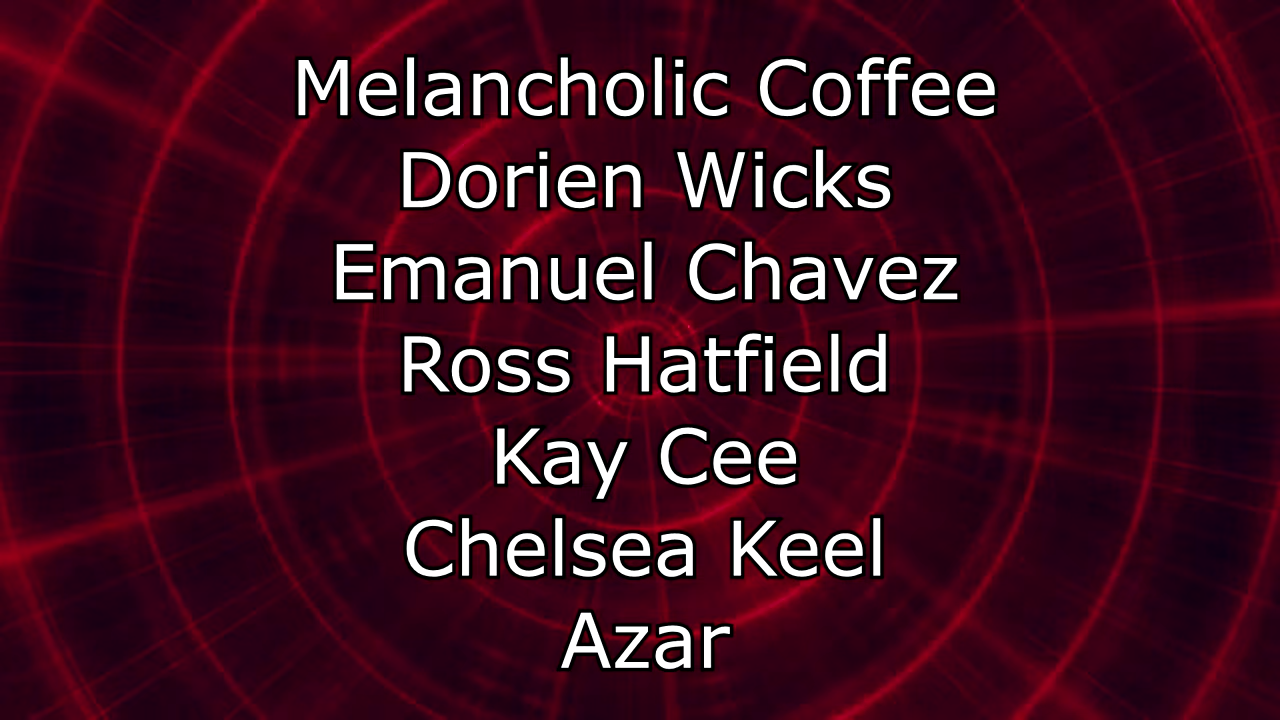 Melancholic Coffee
Dorien Wicks
Emanuel Chavez
Ross Hatfield
Kay Cee
Chelsea Keel
Azar